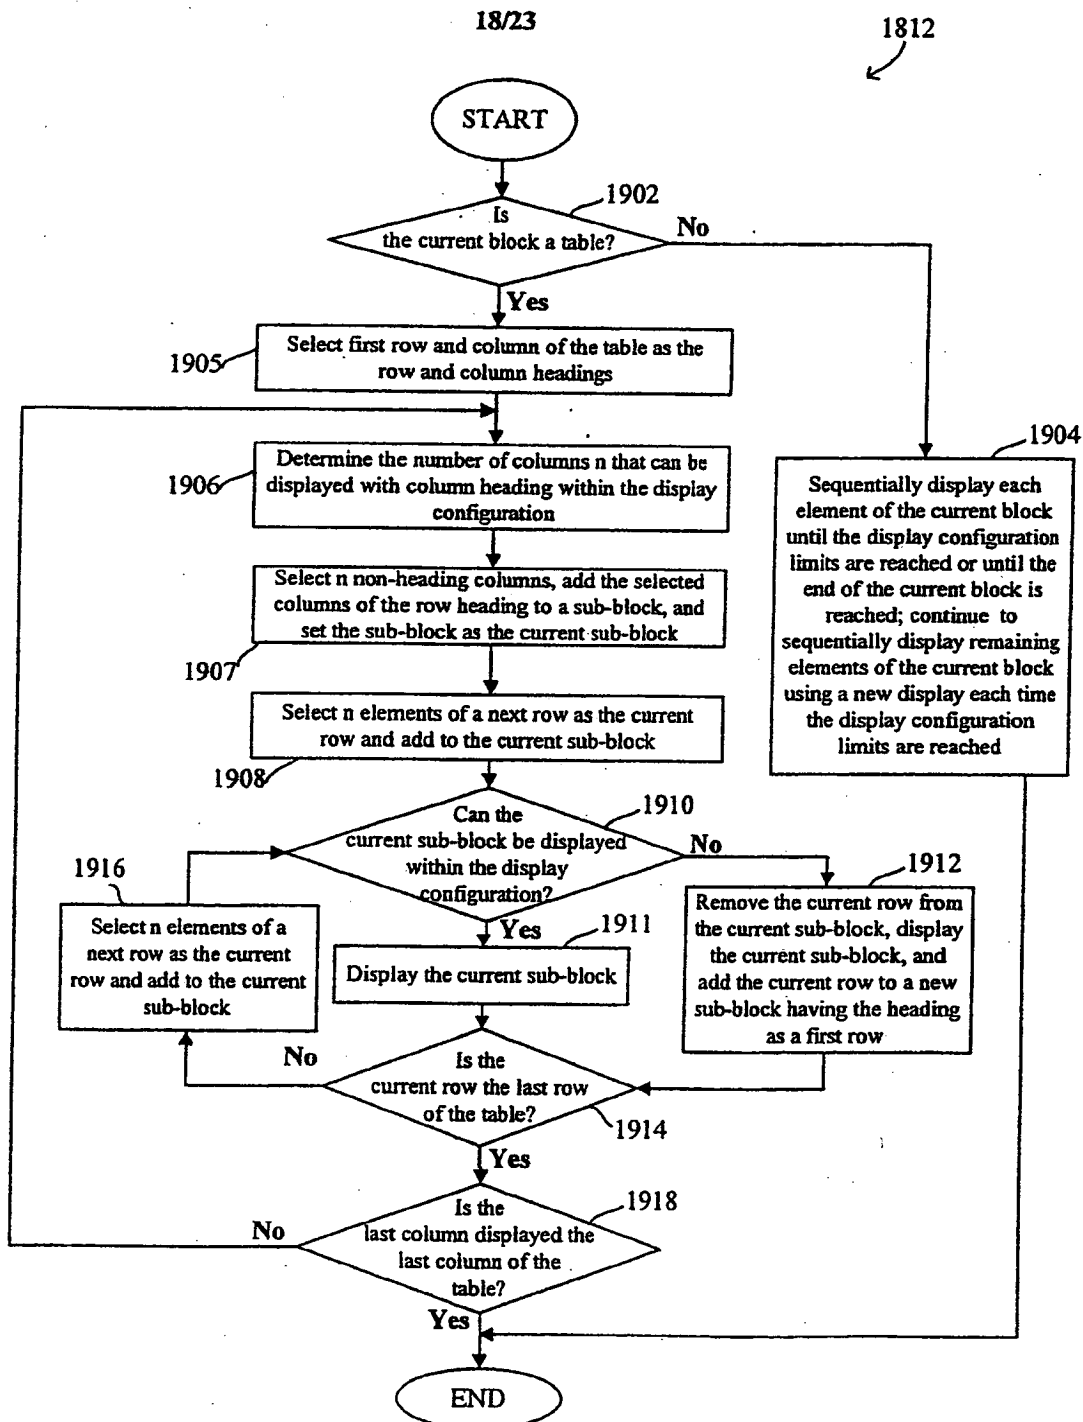 18/23
1812
START
1902
Is
the current block a table?
No
Yes
1905
Select first row and column of the table as the
row and column headings
1904
Sequentially display each
element of the current block
until the display configuration
limits are reached or until the
end of the current block is
reached; continue to
sequentially display remaining
elements of the current block
using a new display each time
the display configuration
limits are reached
1906
Determine the number of columns n that can be
displayed with column heading within the display
configuration
Select n non-heading columns, add the selected
columns of the row heading to a sub-block, and
set the sub-block as the current sub-block
1907
Select n elements of a next row as the current
row and add to the current sub-block
1908
1910
Can the
current sub-block be displayed
within the display
configuration?
No
Yes
1916
Select n elements of a
next row as the current
row and add to the current
sub-block
1911
Display the current sub-block
1912
Remove the current row from
the current sub-block, display
the current sub-block, and
add the current row to a new
sub-block having the heading
as a first row
No
Is the
current row the last row
of the table?
1914
Yes
1918
No
Is the
last column displayed the
last column of the
table?
Yes
END